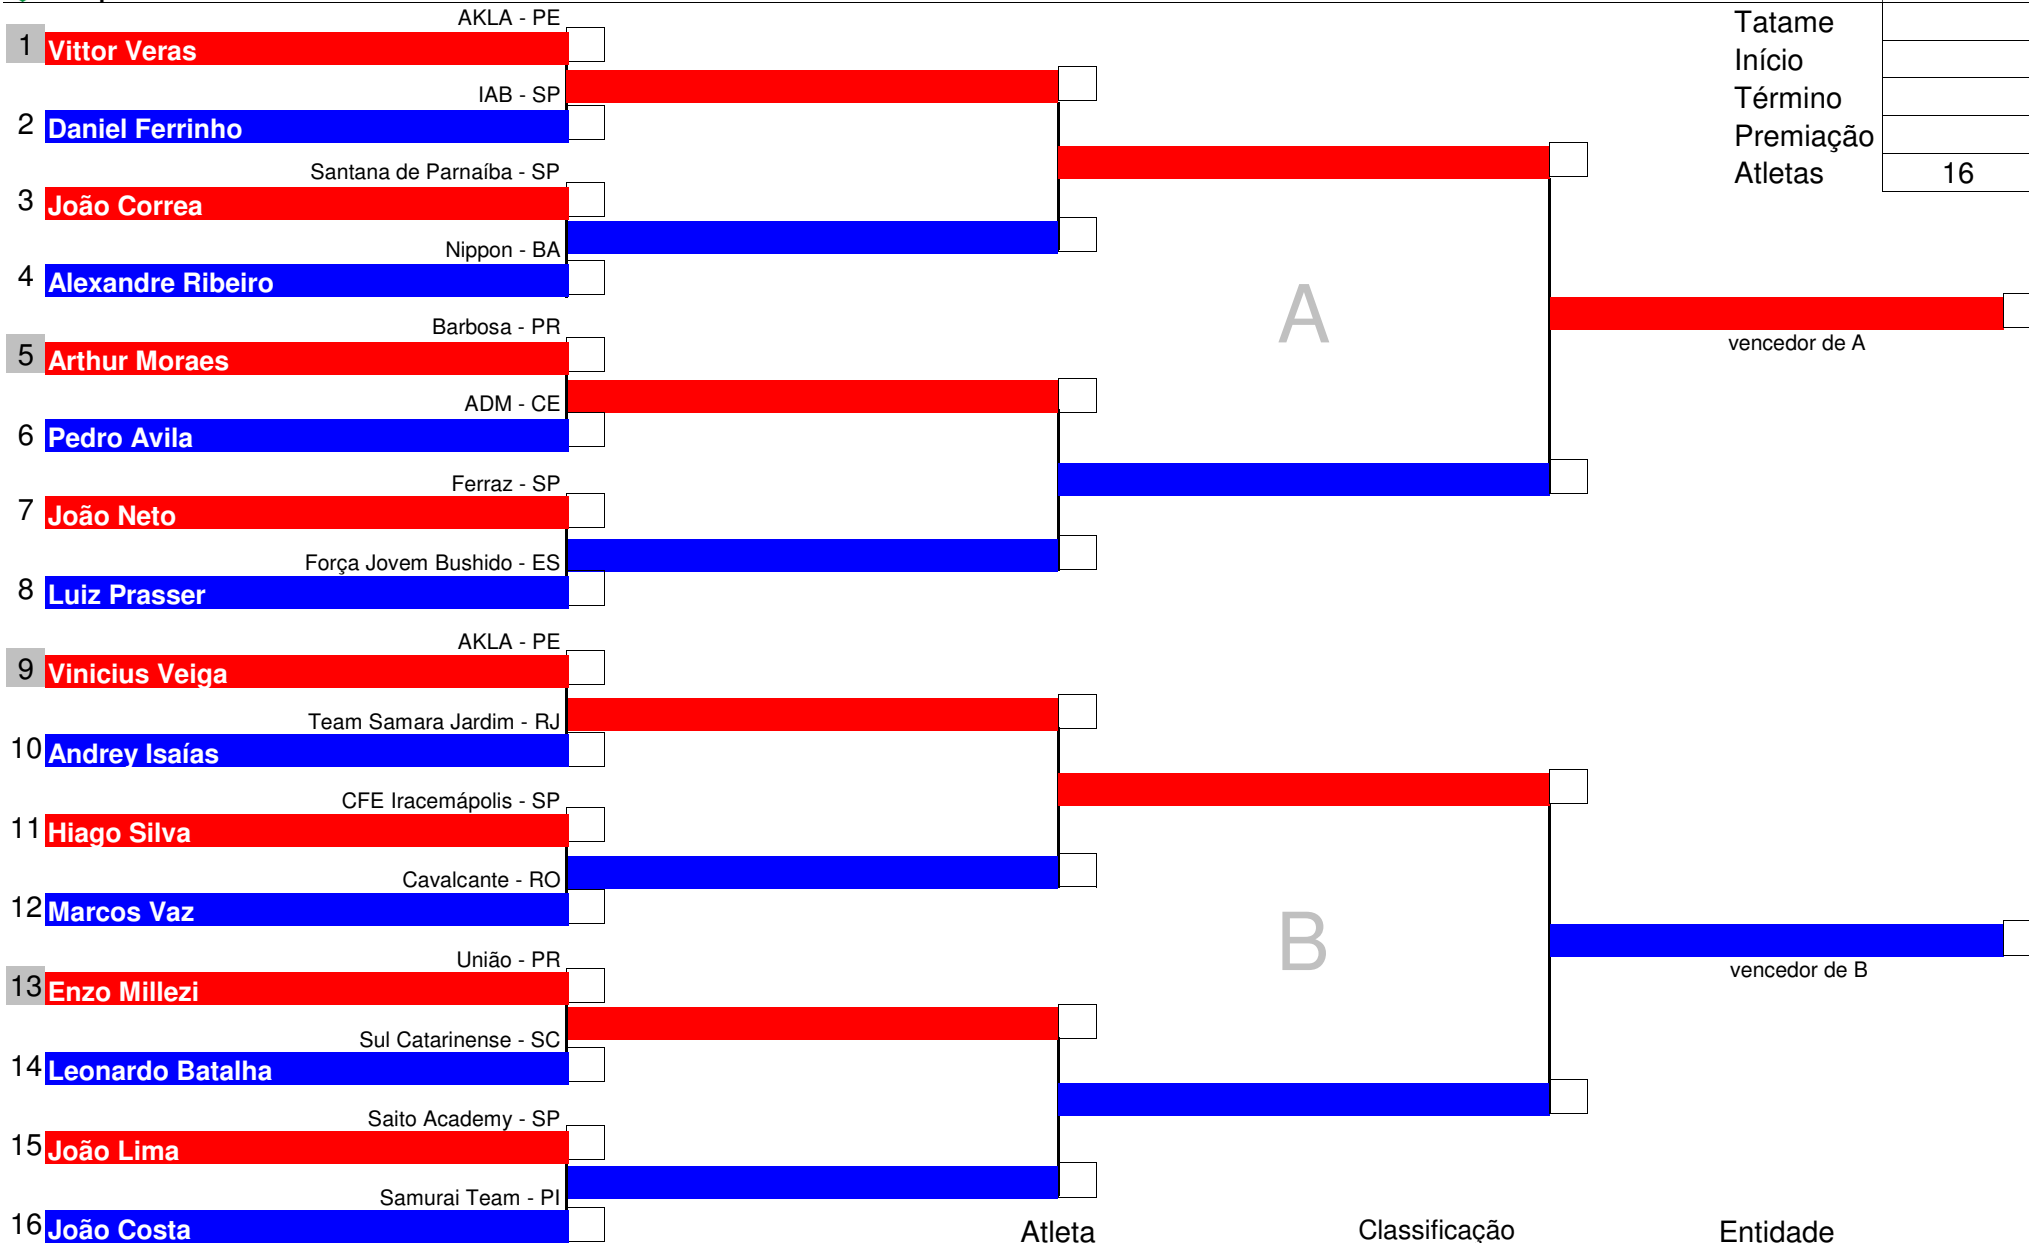 AKLA - PE
1 Vittor Veras
IAB - SP
2 Daniel Ferrinho
Santana de Parnaíba - SP
3 João Correa
Nippon - BA
4 Alexandre Ribeiro
Barbosa - PR
5 Arthur Moraes
ADM - CE
6 Pedro Avila
Ferraz - SP
7 João Neto
Força Jovem Bushido - ES
8 Luiz Prasser
AKLA - PE
9 Vinicius Veiga
Team Samara Jardim - RJ
10 Andrey Isaías
CFE Iracemápolis - SP
11 Hiago Silva
Cavalcante - RO
12 Marcos Vaz
União - PR
13 Enzo Millezi
Sul Catarinense - SC
14 Leonardo Batalha
Saito Academy - SP
15 João Lima
Samurai Team - PI
16 João Costa
A
B
Tatame
Início
Término
Premiação
Atletas 16
vencedor de A
vencedor de B
Atleta Classificação Entidade